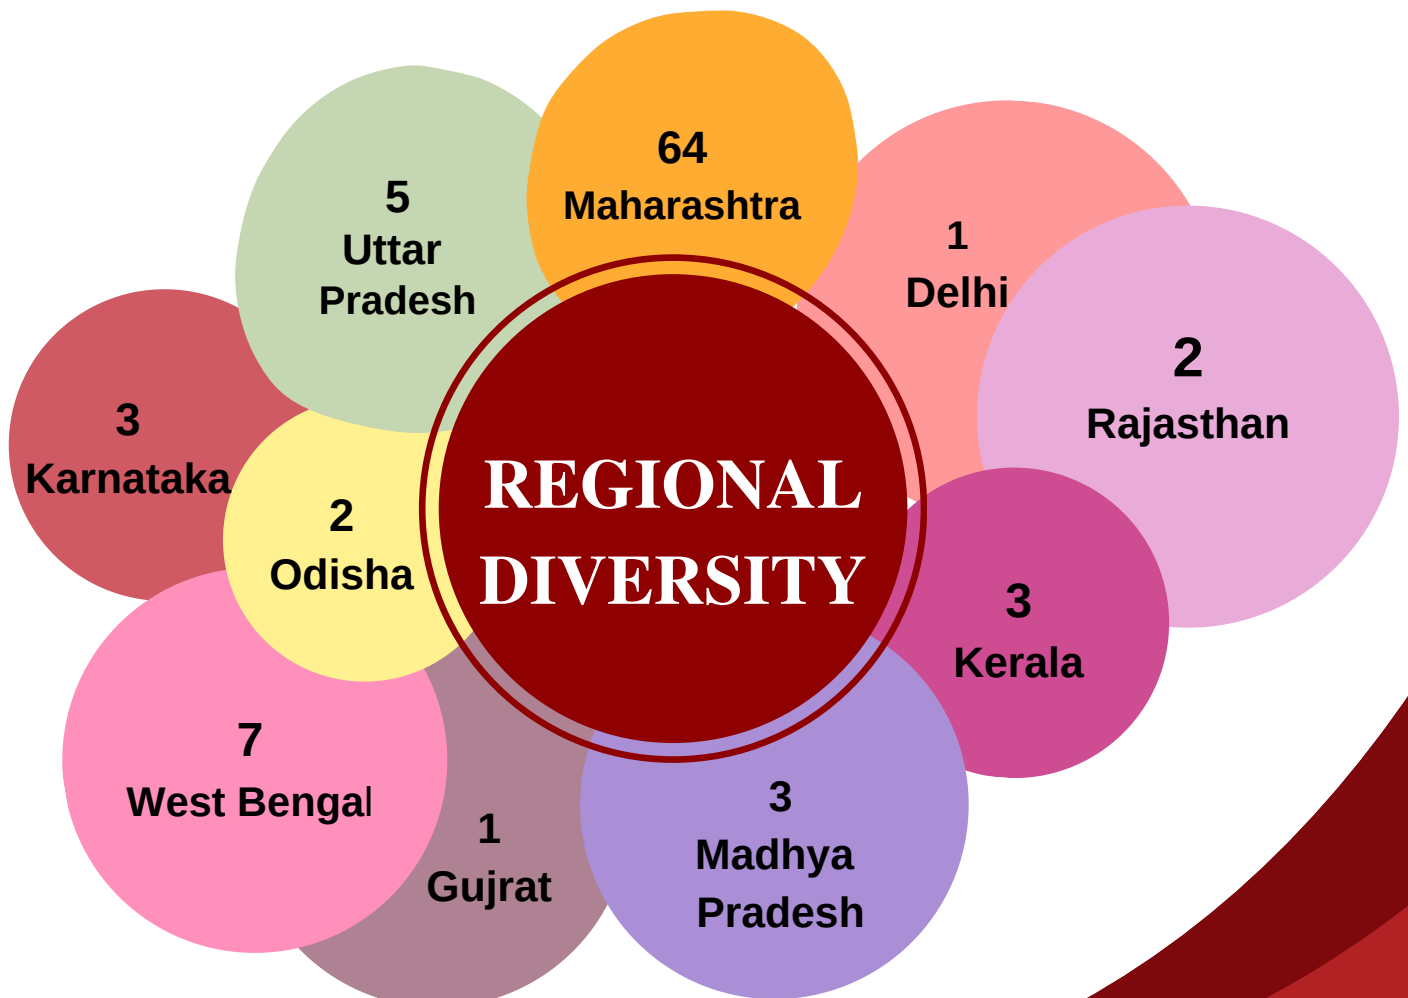 64
Maharashtra
1
Delhi
2
Rajasthan
3
Kerala
3
Madhya
Pradesh
1
Gujrat
7
West Bengal
2
Odisha
3
Karnataka
5
Uttar
Pradesh
REGIONAL
DIVERSITY